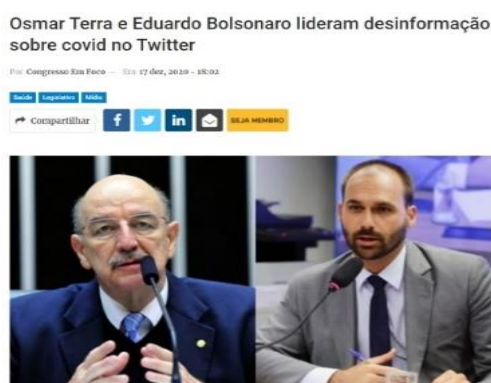 Osmar Terra e Eduardo Bolsonaro lideram desinformação
sobre covid no Twitter
Por Congresso Em Foco — Em 17 dez, 2020 - 18:02
Saúde Legislativo Mídia
Compartilhar f in SEJA MEMBRO